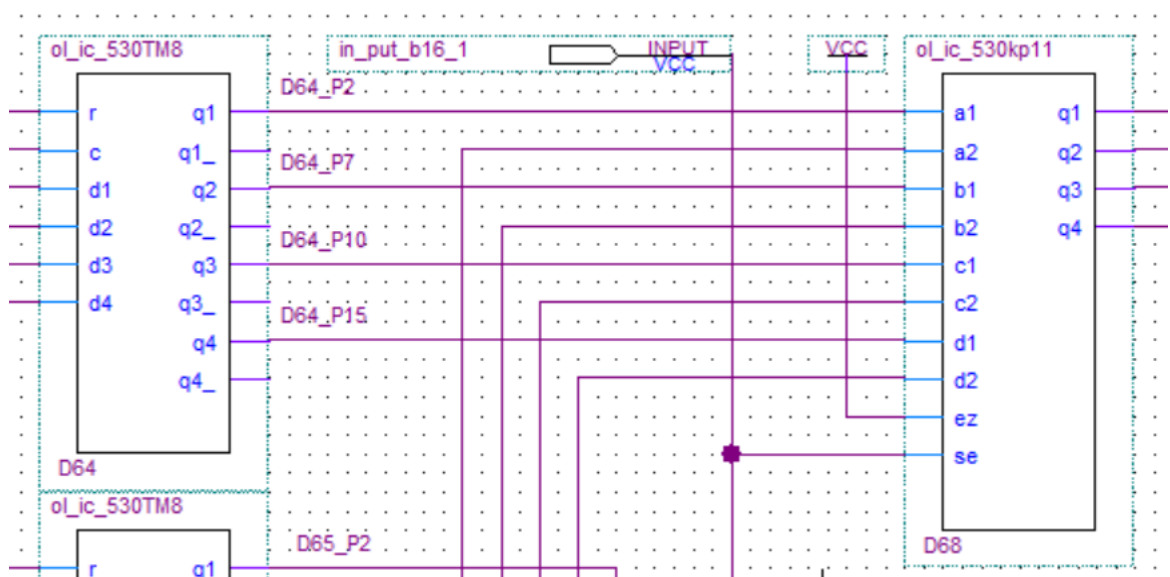 ol_ic_530TM8
r q1
c q1_
d1 q2
d2 q2_
d3 q3
d4 q3_
q4
q4_
D64
in_put_b16_1
INPUT
VCC
VCC
D64_P2
D64_P7
D64_P10
D64_P15
ol_ic_530kp11
a1 q1
a2 q2
b1 q3
b2 q4
c1
c2
d1
d2
ez
se
D68
ol_ic_530TM8
r q1
D65_P2